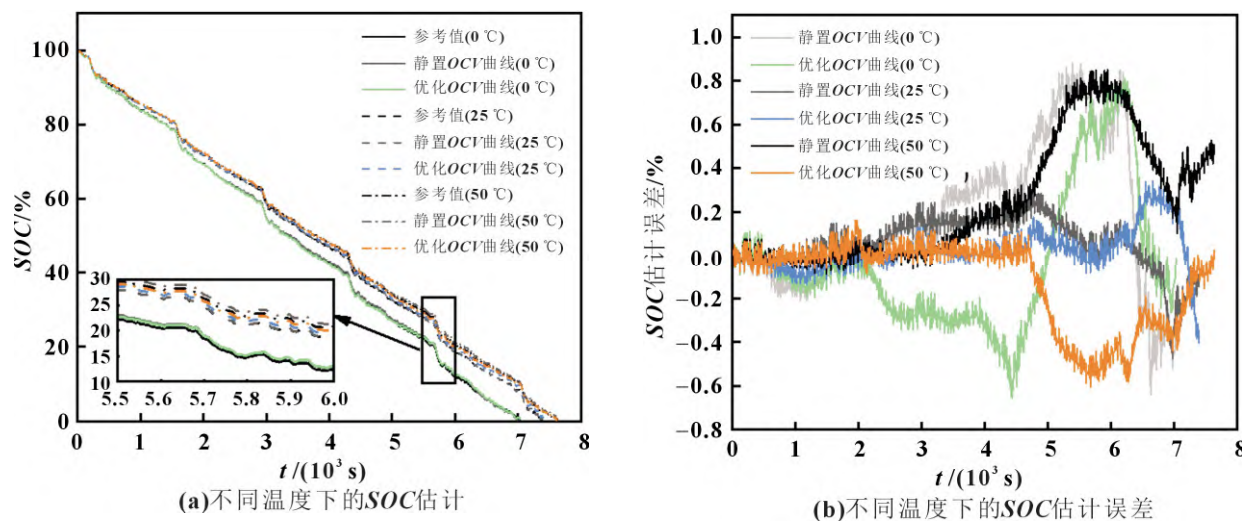 100
80
60
40
20
0
SOC/%
参考值(0 ℃)
静置OCV曲线(0 ℃)
优化OCV曲线(0 ℃)
参考值(25 ℃)
静置OCV曲线(25 ℃)
优化OCV曲线(25 ℃)
参考值(50 ℃)
静置OCV曲线(50 ℃)
优化OCV曲线(50 ℃)
30
25
20
15
10
5.5 5.6 5.7 5.8 5.9 6.0
0 1 2 3 4 5 6 7 8
t /(10³ s)
(a)不同温度下的SOC估计
1.0
0.8
0.6
0.4
0.2
0.0
−0.2
−0.4
−0.6
−0.8
SOC估计误差/%
静置OCV曲线(0 ℃)
优化OCV曲线(0 ℃)
静置OCV曲线(25 ℃)
优化OCV曲线(25 ℃)
静置OCV曲线(50 ℃)
优化OCV曲线(50 ℃)
0 1 2 3 4 5 6 7 8
t /(10³ s)
(b)不同温度下的SOC估计误差